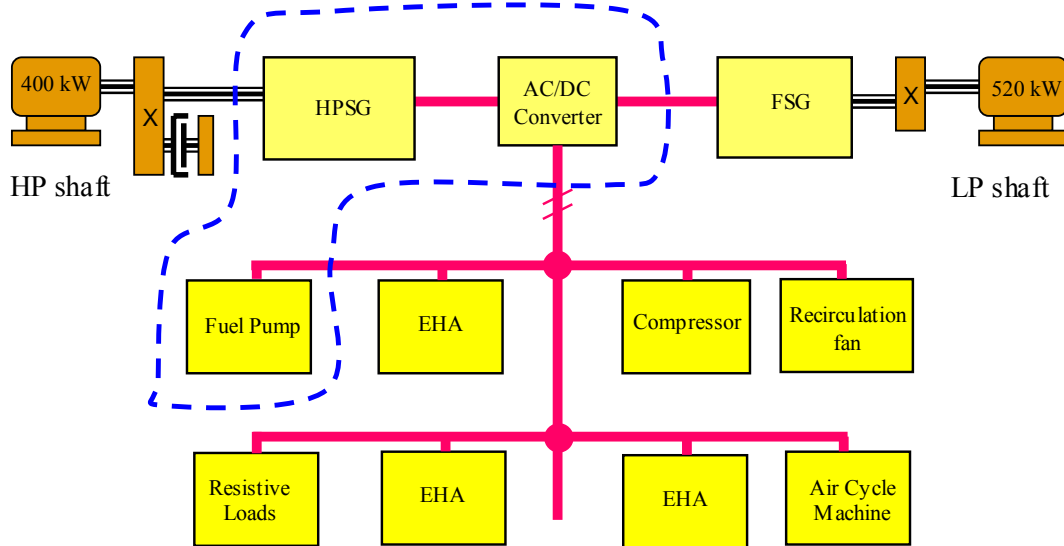 400 kW
X
HPSG
AC/DC
Converter
FSG
X
520 kW
HP shaft
LP shaft
Fuel Pump
EHA
Compressor
Recirculation
fan
Resistive
Loads
EHA
EHA
Air Cycle
Machine